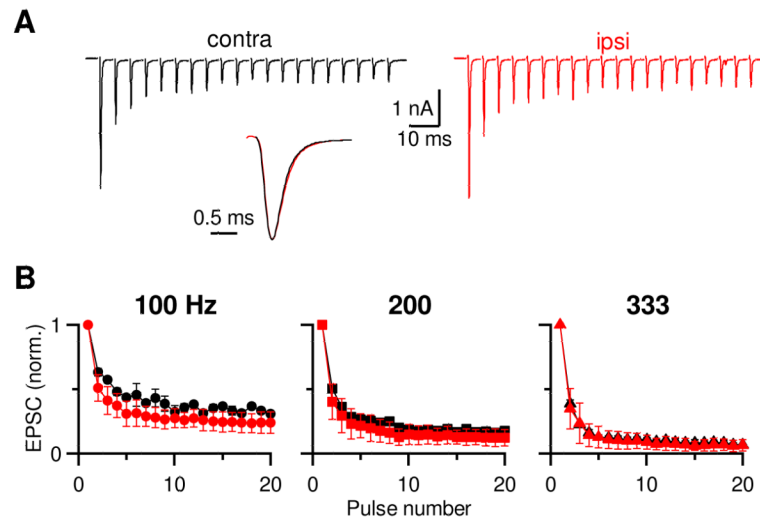 A
contra
ipsi
1 nA
10 ms
0.5 ms
B
100 Hz
200
333
EPSC (norm.)
1
0
0
10
20
0
10
20
0
10
20
Pulse number